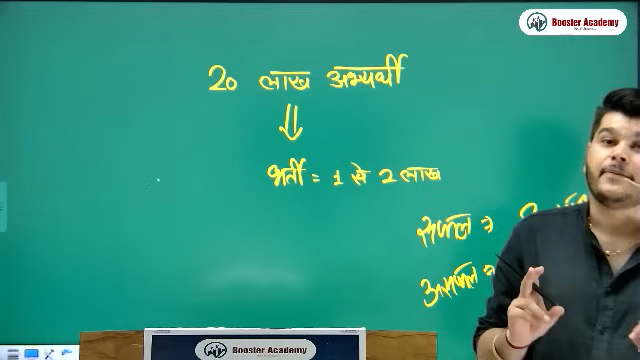 Booster Academy
20 लाख अभ्यर्थी
⇓
भर्ती = 1 से 2 लाख
सफल ⇒
असफल ⇒
Booster Academy